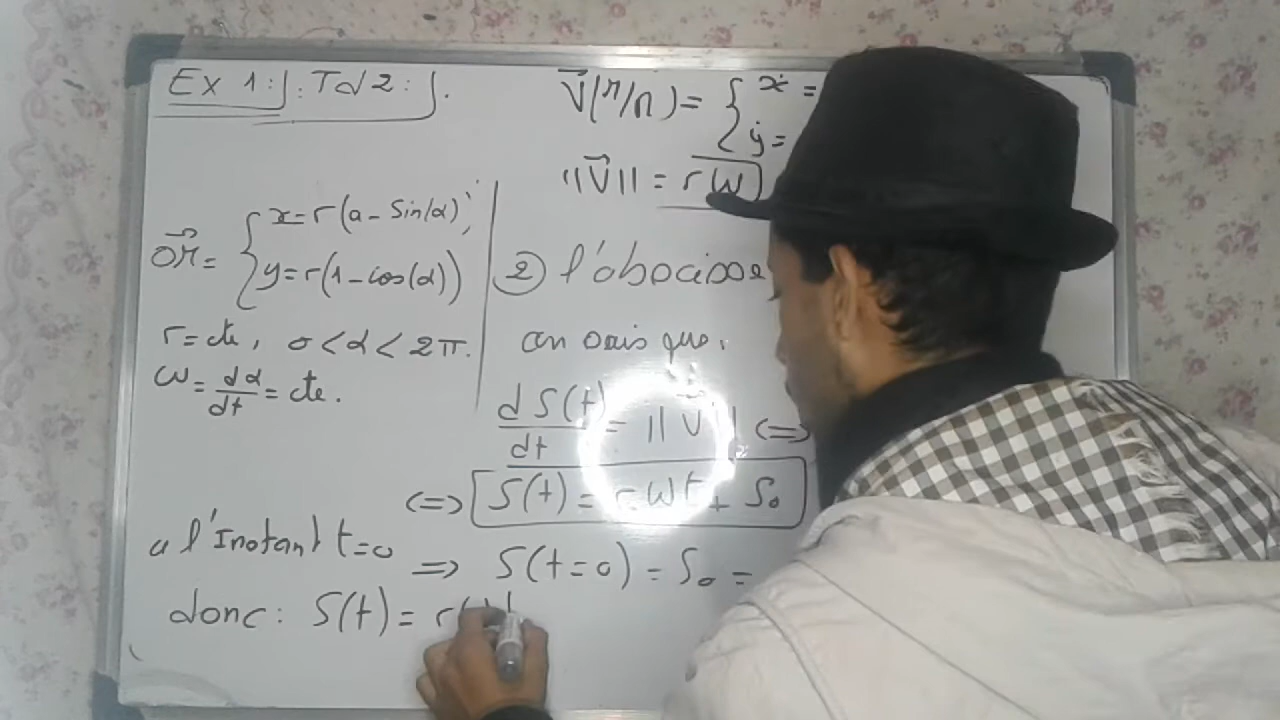 Ex 1: J. Td 2: J.
V⃗(M/R) = { ẋ =
ẏ =
||V⃗|| = rω
OM⃗ = { x = r(a - Sin(α)
y = r(1 - cos(α))
r = cte, o < α < 2π.
ω = dα/dt = cte.
② l'abscisse
on sais que,
dS(t)/dt = ||V⃗|| <=>
<=> S(t) = rωt + S₀
a l'instant t=0
=> S(t=0) = S₀ =
donc: S(t) = r